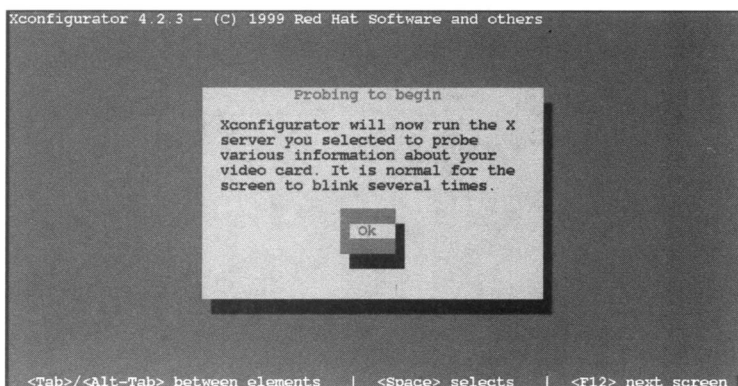 Xconfigurator 4.2.3 - (C) 1999 Red Hat Software and others
Probing to begin
Xconfigurator will now run the X
server you selected to probe
various information about your
video card. It is normal for the
screen to blink several times.
Ok
<Tab>/<Alt-Tab> between elements | <Space> selects | <F12> next screen